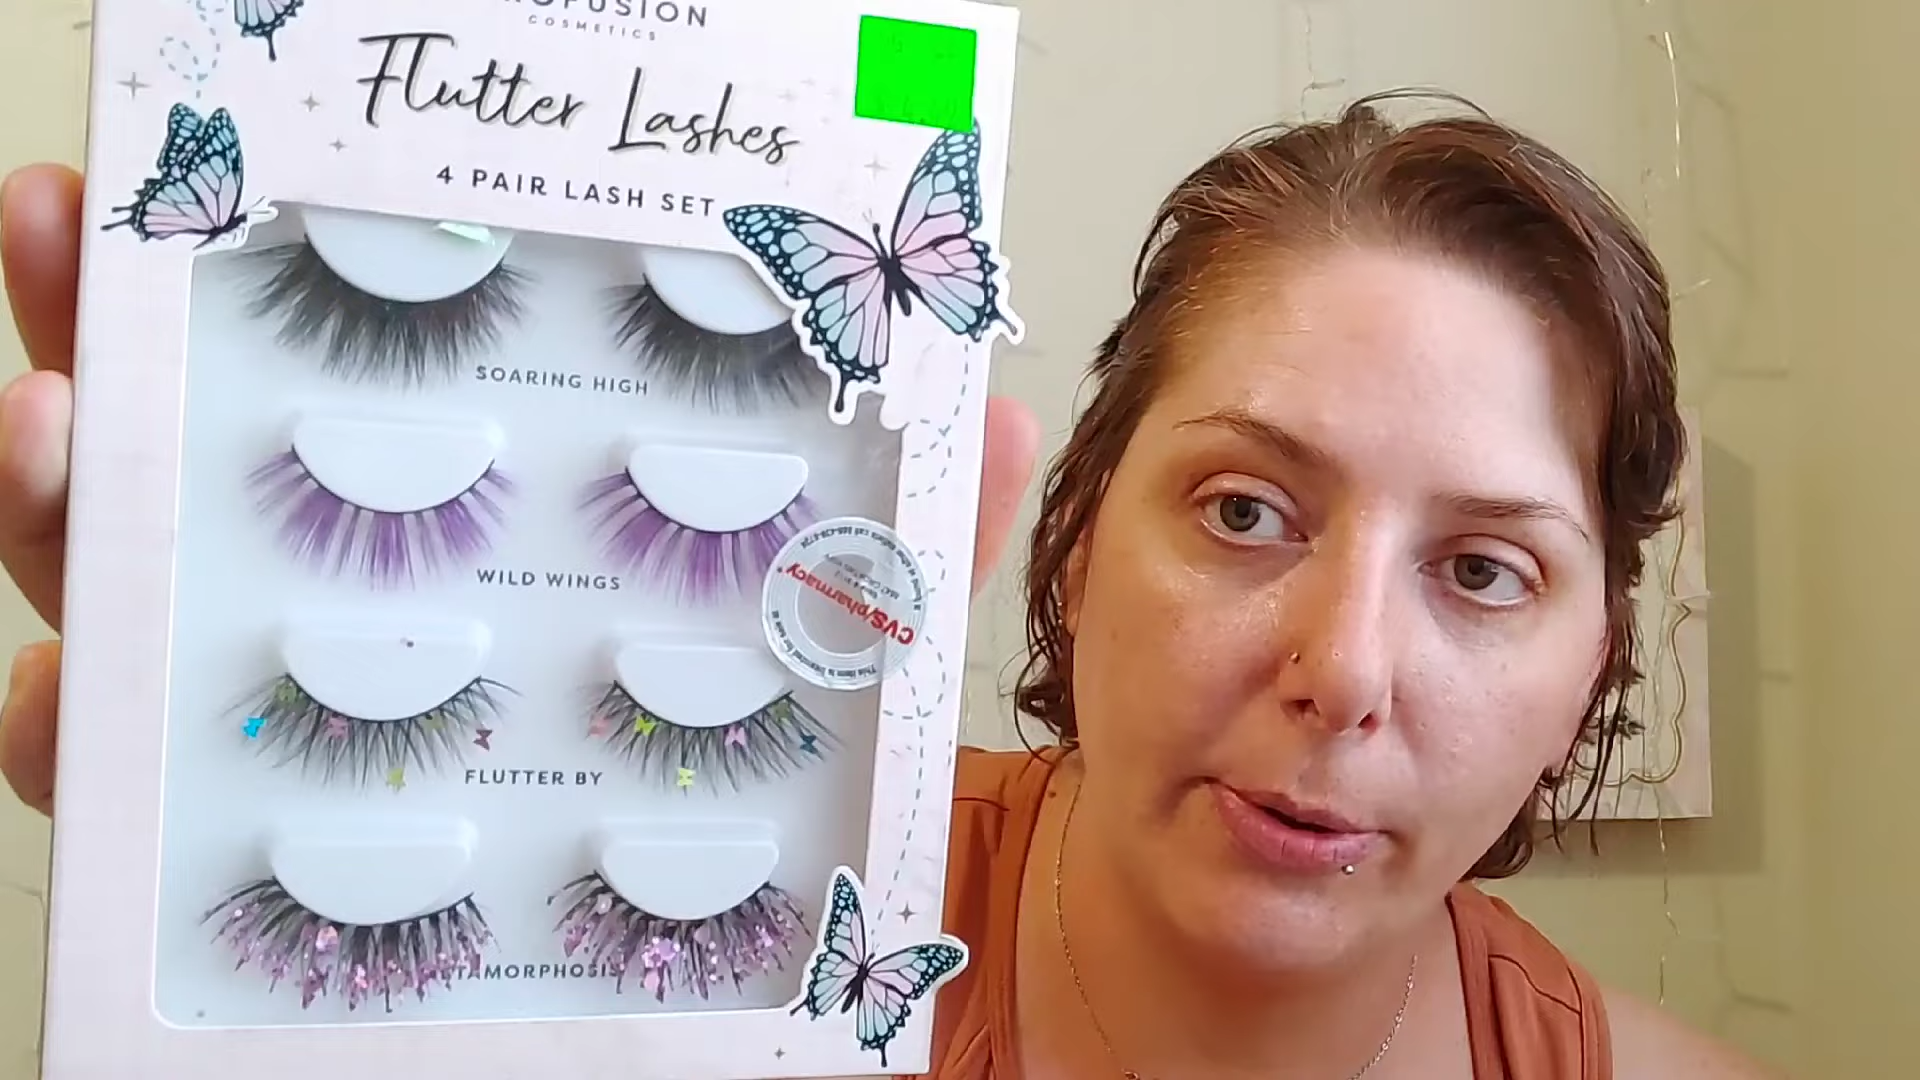 COSMETICS
Flutter Lashes
4 PAIR LASH SET
SOARING HIGH
WILD WINGS
CVS/pharmacy
FLUTTER BY